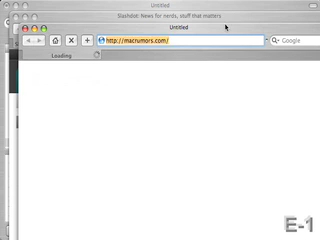 Untitled
Slashdot: News for nerds, stuff that matters
Untitled
http://macrumors.com/
Google
Loading
E-1